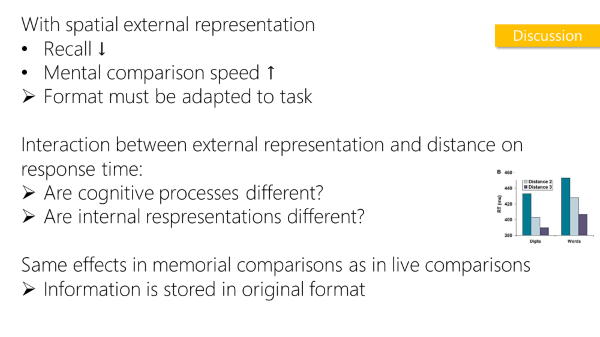 With spatial external representation
• Recall ↓
• Mental comparison speed ↑
➢ Format must be adapted to task
Discussion
Interaction between external representation and distance on
response time:
➢ Are cognitive processes different?
➢ Are internal respresentations different?
B
460
440
420
400
380
RT (ms)
Distance 2
Distance 3
Digits
Words
Same effects in memorial comparisons as in live comparisons
➢ Information is stored in original format